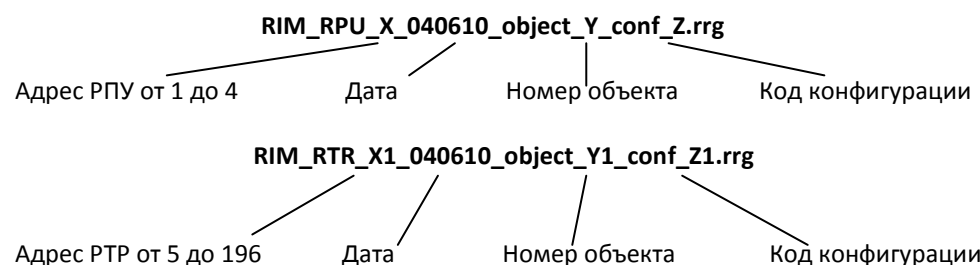 RIM_RPU_X_040610_object_Y_conf_Z.rrg
Адрес РПУ от 1 до 4 Дата Номер объекта Код конфигурации
RIM_RTR_X1_040610_object_Y1_conf_Z1.rrg
Адрес РТР от 5 до 196 Дата Номер объекта Код конфигурации